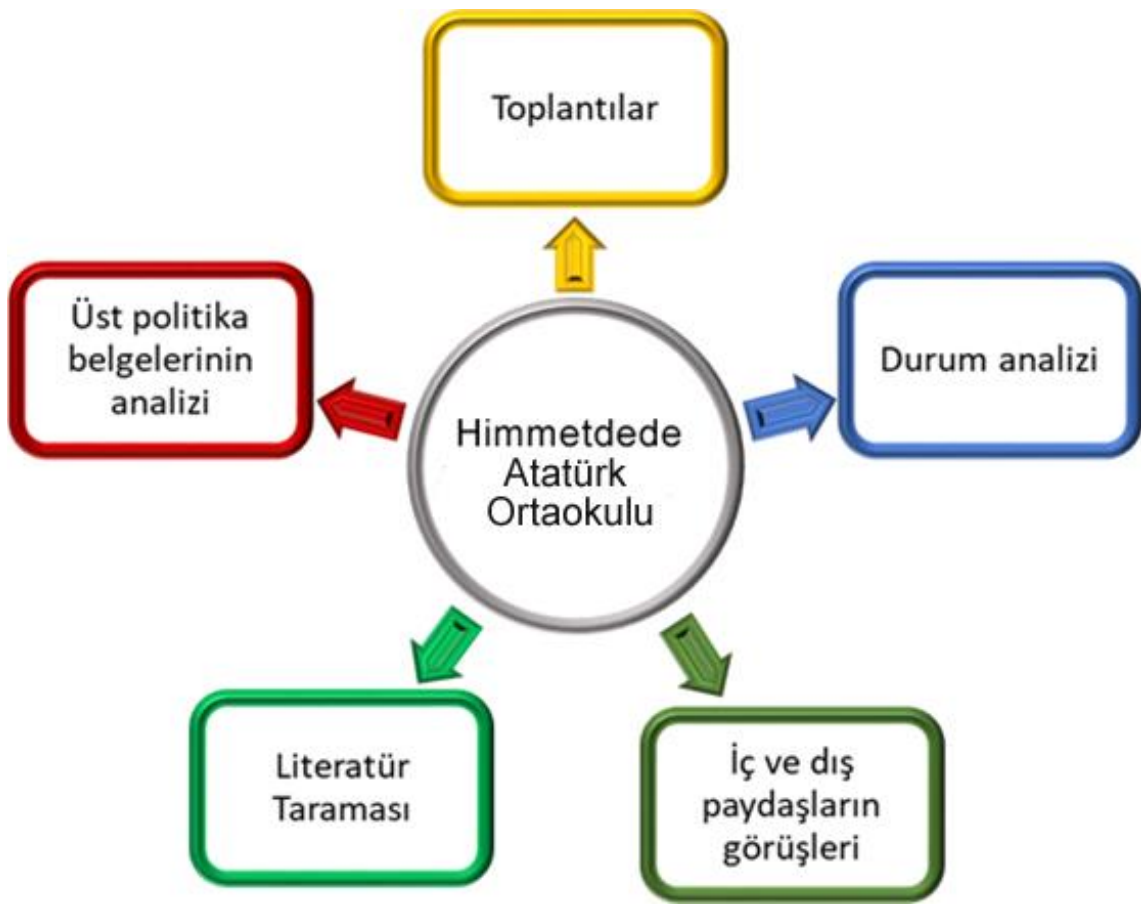 Toplantılar
Üst politika
belgelerinin
analizi
Durum analizi
Himmetdede
Atatürk
Ortaokulu
Literatür
Taraması
İç ve dış
paydaşların
görüşleri